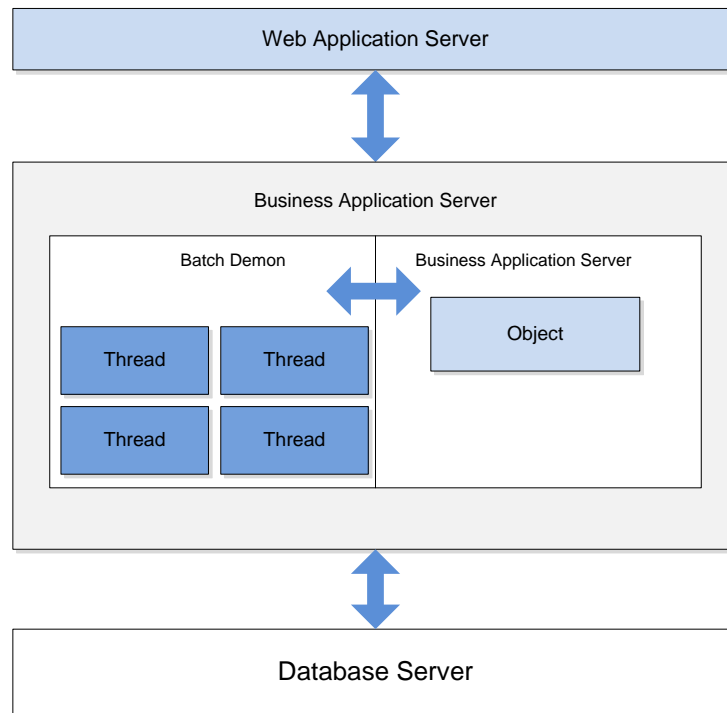 Web Application Server
Business Application Server
Batch Demon
Business Application Server
Object
Thread
Thread
Thread
Thread
Database Server